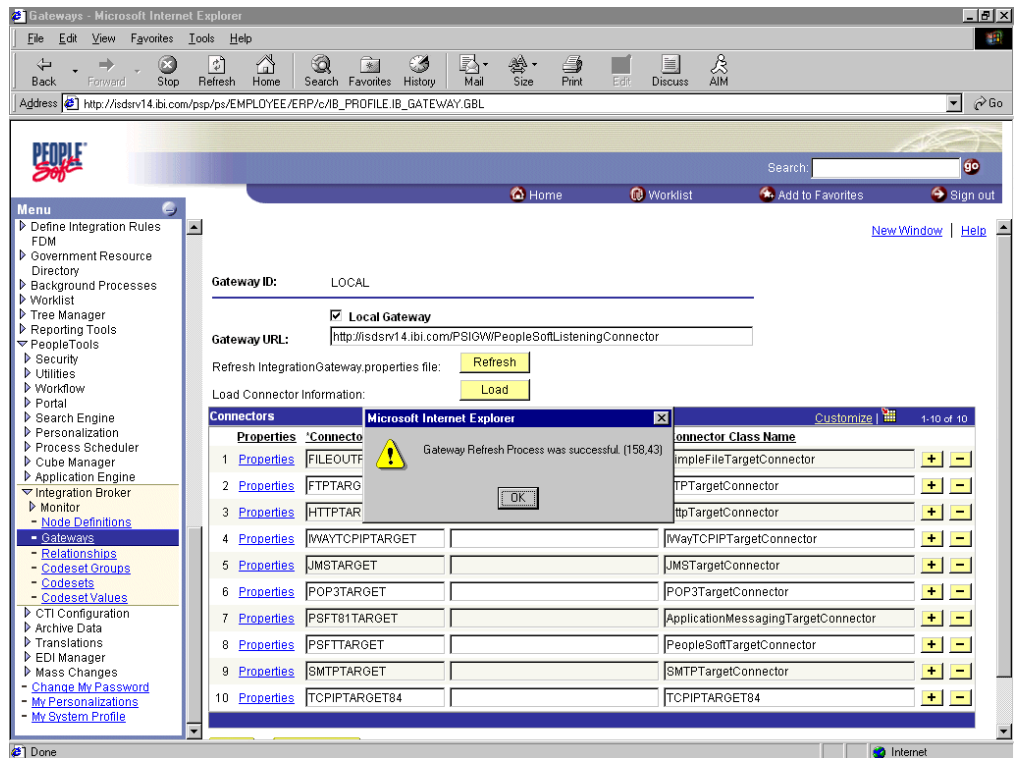 Gateways - Microsoft Internet Explorer
File Edit View Favorites Tools Help
Back Forward Stop Refresh Home Search Favorites History Mail Size Print Edit Discuss AIM
Address http://isdsrv14.ibi.com/psp/ps/EMPLOYEE/ERP/c/IB_PROFILE.IB_GATEWAY.GBL Go
PEOPLE
Soft
Search: go
Home Worklist Add to Favorites Sign out
Menu
Define Integration Rules
FDM
Government Resource
Directory
Background Processes
Worklist
Tree Manager
Reporting Tools
PeopleTools
Security
Utilities
Workflow
Portal
Search Engine
Personalization
Process Scheduler
Cube Manager
Application Engine
Integration Broker
Monitor
- Node Definitions
- Gateways
- Relationships
- Codeset Groups
- Codesets
- Codeset Values
CTI Configuration
Archive Data
Translations
EDI Manager
Mass Changes
- Change My Password
- My Personalizations
- My System Profile
New Window | Help
Gateway ID: LOCAL
Local Gateway
Gateway URL: http://isdsrv14.ibi.com/PSIGW/PeopleSoftListeningConnector
Refresh IntegrationGateway.properties file: Refresh
Load Connector Information: Load
Connectors Customize | 1-10 of 10
Properties *Connecto onnector Class Name
1 Properties FILEOUTF impleFileTargetConnector + -
2 Properties FTPTARG TPTargetConnector + -
3 Properties HTTPTAR ttpTargetConnector + -
4 Properties IWAYTCPIPTARGET IWayTCPIPTargetConnector + -
5 Properties JMSTARGET JMSTargetConnector + -
6 Properties POP3TARGET POP3TargetConnector + -
7 Properties PSFT81TARGET ApplicationMessagingTargetConnector + -
8 Properties PSFTTARGET PeopleSoftTargetConnector + -
9 Properties SMTPTARGET SMTPTargetConnector + -
10 Properties TCPIPTARGET84 TCPIPTARGET84 + -
Microsoft Internet Explorer
Gateway Refresh Process was successful. (158,43)
OK
Done Internet